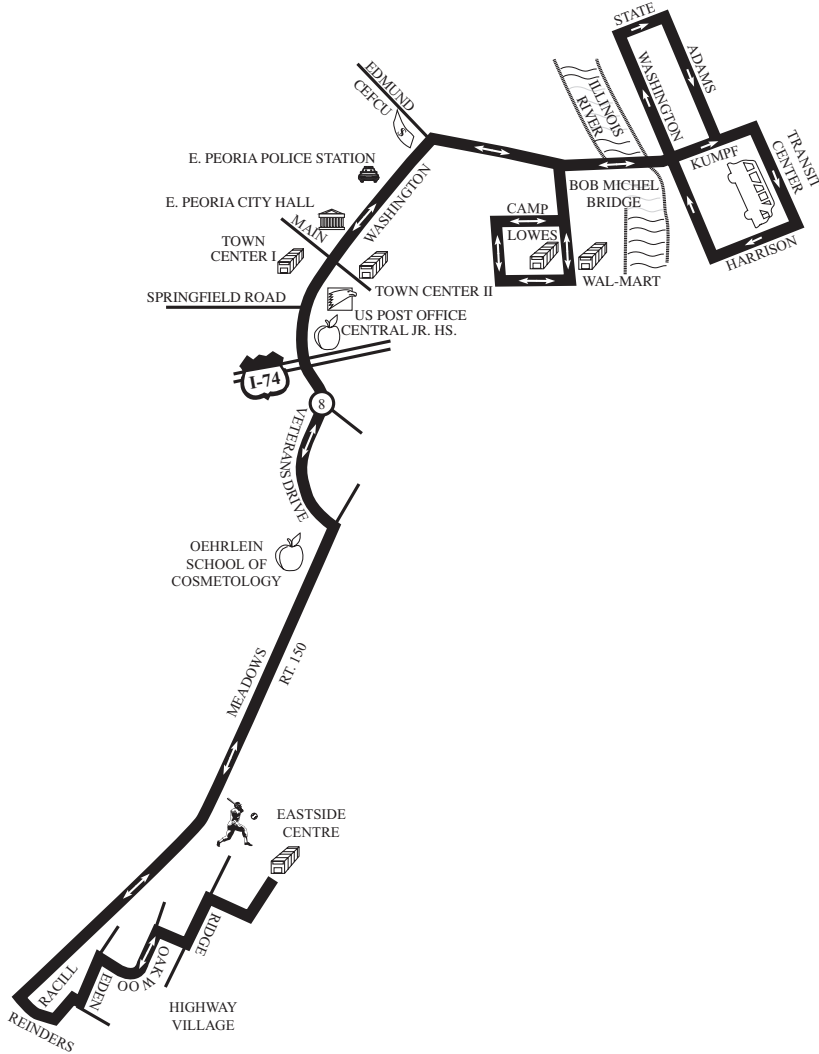 STATE
ADAMS
WASHINGTON
EDMUND
CEFCU
$
ILLINOIS
RIVER
KUMPF
TRANSIT
CENTER
HARRISON
BOB MICHEL
BRIDGE
E. PEORIA POLICE STATION
E. PEORIA CITY HALL
WASHINGTON
MAIN
CAMP
LOWES
WAL-MART
TOWN
CENTER I
TOWN CENTER II
SPRINGFIELD ROAD
US POST OFFICE
CENTRAL JR. HS.
I-74
8
VETERANS DRIVE
OEHRLEIN
SCHOOL OF
COSMETOLOGY
MEADOWS
RT. 150
EASTSIDE
CENTRE
RIDGE
OAK WOO
EDEN
RACILL
REINDERS
HIGHWAY
VILLAGE